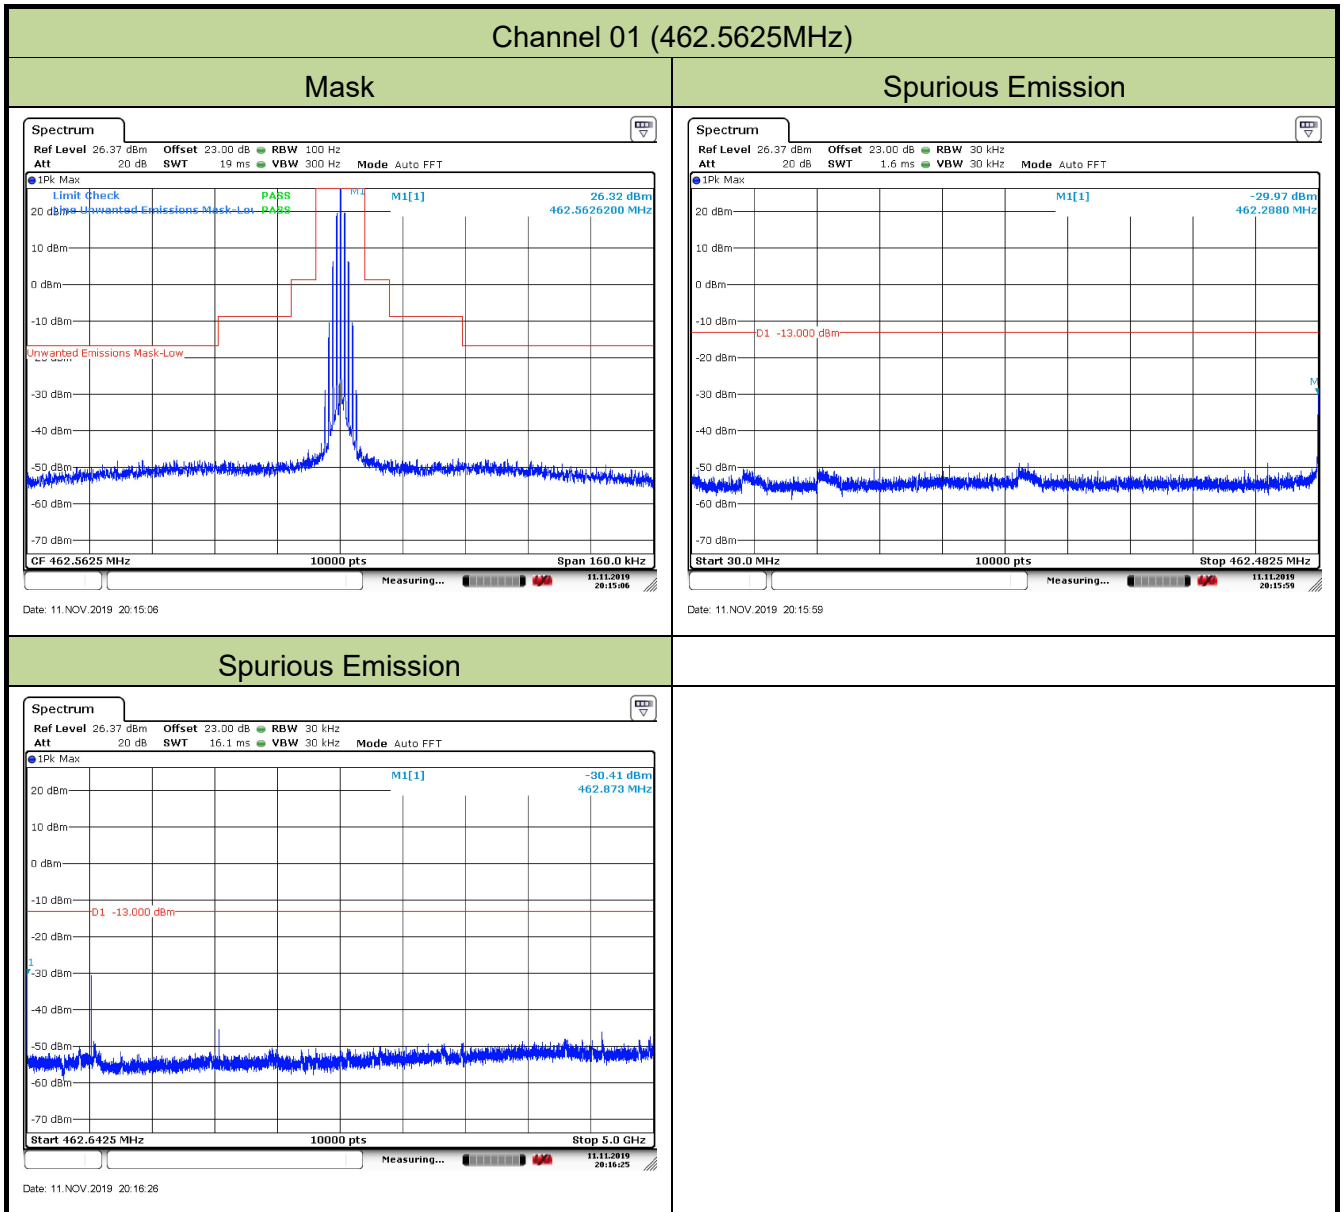 Channel 01 (462.5625MHz)
Mask
Spurious Emission
Spectrum
Ref Level 26.37 dBm Offset 23.00 dB RBW 100 Hz
Att 20 dB SWT 19 ms VBW 300 Hz Mode Auto FFT
1Pk Max
Limit Check PASS
Line Unwanted Emissions Mask-Lov PASS
M1
M1[1] 26.32 dBm
462.5626200 MHz
20 dBm
10 dBm
0 dBm
-10 dBm
Unwanted Emissions Mask-Low
-20 dBm
-30 dBm
-40 dBm
-50 dBm
-60 dBm
-70 dBm
CF 462.5625 MHz 10000 pts Span 160.0 kHz
Measuring... 11.11.2019
20:15:06
Date: 11.NOV.2019 20:15:06
Spectrum
Ref Level 26.37 dBm Offset 23.00 dB RBW 30 kHz
Att 20 dB SWT 1.6 ms VBW 30 kHz Mode Auto FFT
1Pk Max
M1[1] -29.97 dBm
462.2880 MHz
20 dBm
10 dBm
0 dBm
-10 dBm
D1 -13.000 dBm
-20 dBm
M
-30 dBm
-40 dBm
-50 dBm
-60 dBm
-70 dBm
Start 30.0 MHz 10000 pts Stop 462.4825 MHz
Measuring... 11.11.2019
20:15:59
Date: 11.NOV.2019 20:15:59
Spurious Emission
Spectrum
Ref Level 26.37 dBm Offset 23.00 dB RBW 30 kHz
Att 20 dB SWT 16.1 ms VBW 30 kHz Mode Auto FFT
1Pk Max
M1[1] -30.41 dBm
462.873 MHz
20 dBm
10 dBm
0 dBm
-10 dBm
D1 -13.000 dBm
-20 dBm
1
-30 dBm
-40 dBm
-50 dBm
-60 dBm
-70 dBm
Start 462.6425 MHz 10000 pts Stop 5.0 GHz
Measuring... 11.11.2019
20:16:25
Date: 11.NOV.2019 20:16:26